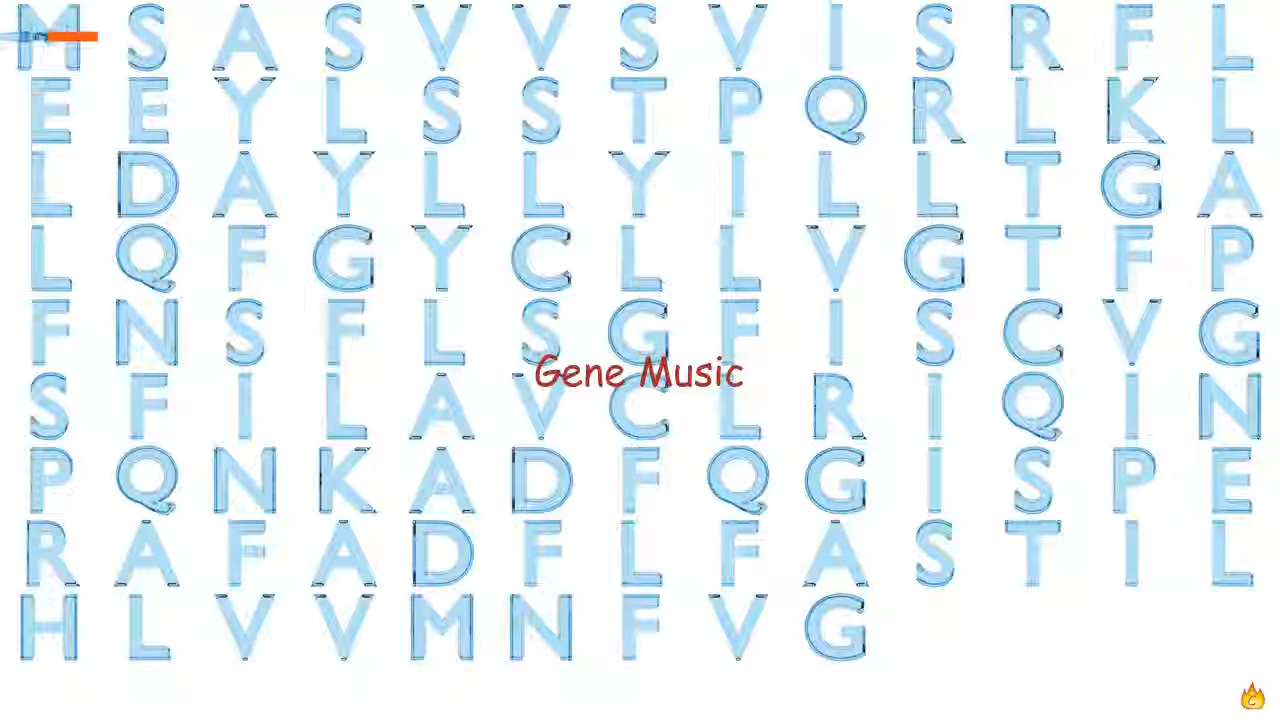 M S A S V V S V I S R F L
E E Y L S S T P Q R L K L
L D A Y L L Y I L L T G A
L Q F G Y C L L V G T F P
F N S F L S G F I S C V G
Gene Music
S F I L A V C L R I Q I N
P Q N K A D F Q G I S P E
R A F A D F L F A S T I L
H L V V M N F V G